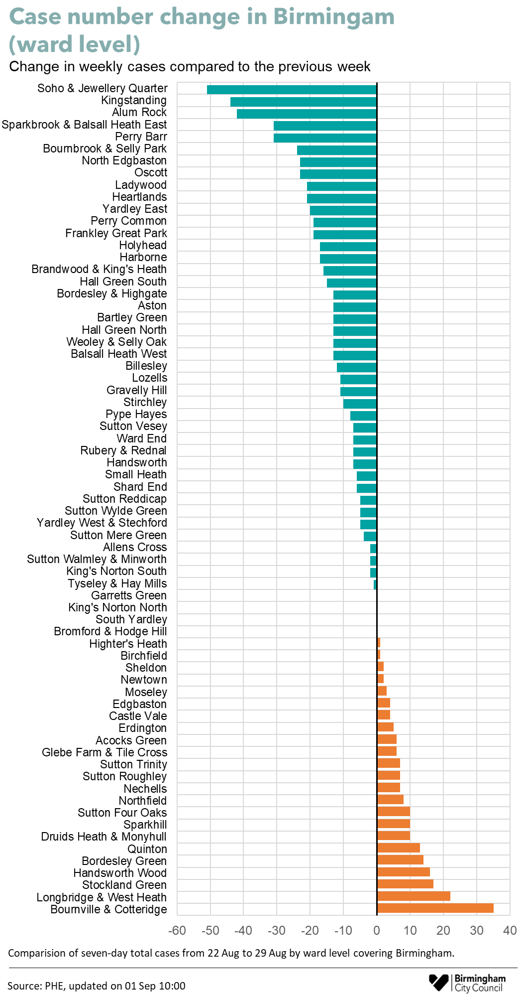 Case number change in Birmingam
(ward level)
Change in weekly cases compared to the previous week
Soho & Jewellery Quarter
Kingstanding
Alum Rock
Sparkbrook & Balsall Heath East
Perry Barr
Bournbrook & Selly Park
North Edgbaston
Oscott
Ladywood
Heartlands
Yardley East
Perry Common
Frankley Great Park
Holyhead
Harborne
Brandwood & King's Heath
Hall Green South
Bordesley & Highgate
Aston
Bartley Green
Hall Green North
Weoley & Selly Oak
Balsall Heath West
Billesley
Lozells
Gravelly Hill
Stirchley
Pype Hayes
Sutton Vesey
Ward End
Rubery & Rednal
Handsworth
Small Heath
Shard End
Sutton Reddicap
Sutton Wylde Green
Yardley West & Stechford
Sutton Mere Green
Allens Cross
Sutton Walmley & Minworth
King's Norton South
Tyseley & Hay Mills
Garretts Green
King's Norton North
South Yardley
Bromford & Hodge Hill
Highter's Heath
Birchfield
Sheldon
Newtown
Moseley
Edgbaston
Castle Vale
Erdington
Acocks Green
Glebe Farm & Tile Cross
Sutton Trinity
Sutton Roughley
Nechells
Northfield
Sutton Four Oaks
Sparkhill
Druids Heath & Monyhull
Quinton
Bordesley Green
Handsworth Wood
Stockland Green
Longbridge & West Heath
Bournville & Cotteridge
-60 -50 -40 -30 -20 -10 0 10 20 30 40
Comparision of seven-day total cases from 22 Aug to 29 Aug by ward level covering Birmingham.
Source: PHE, updated on 01 Sep 10:00
Birmingham
City Council